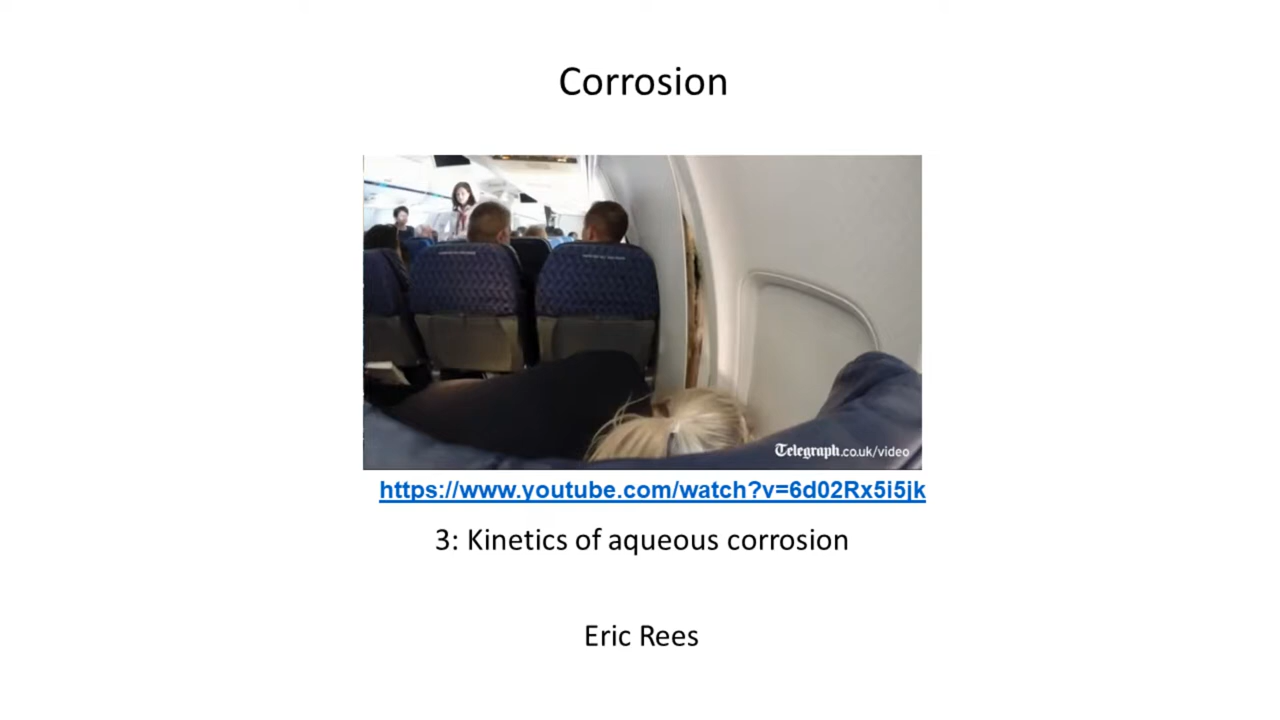 Corrosion
Telegraph.co.uk/video
https://www.youtube.com/watch?v=6d02Rx5i5jk
3: Kinetics of aqueous corrosion
Eric Rees